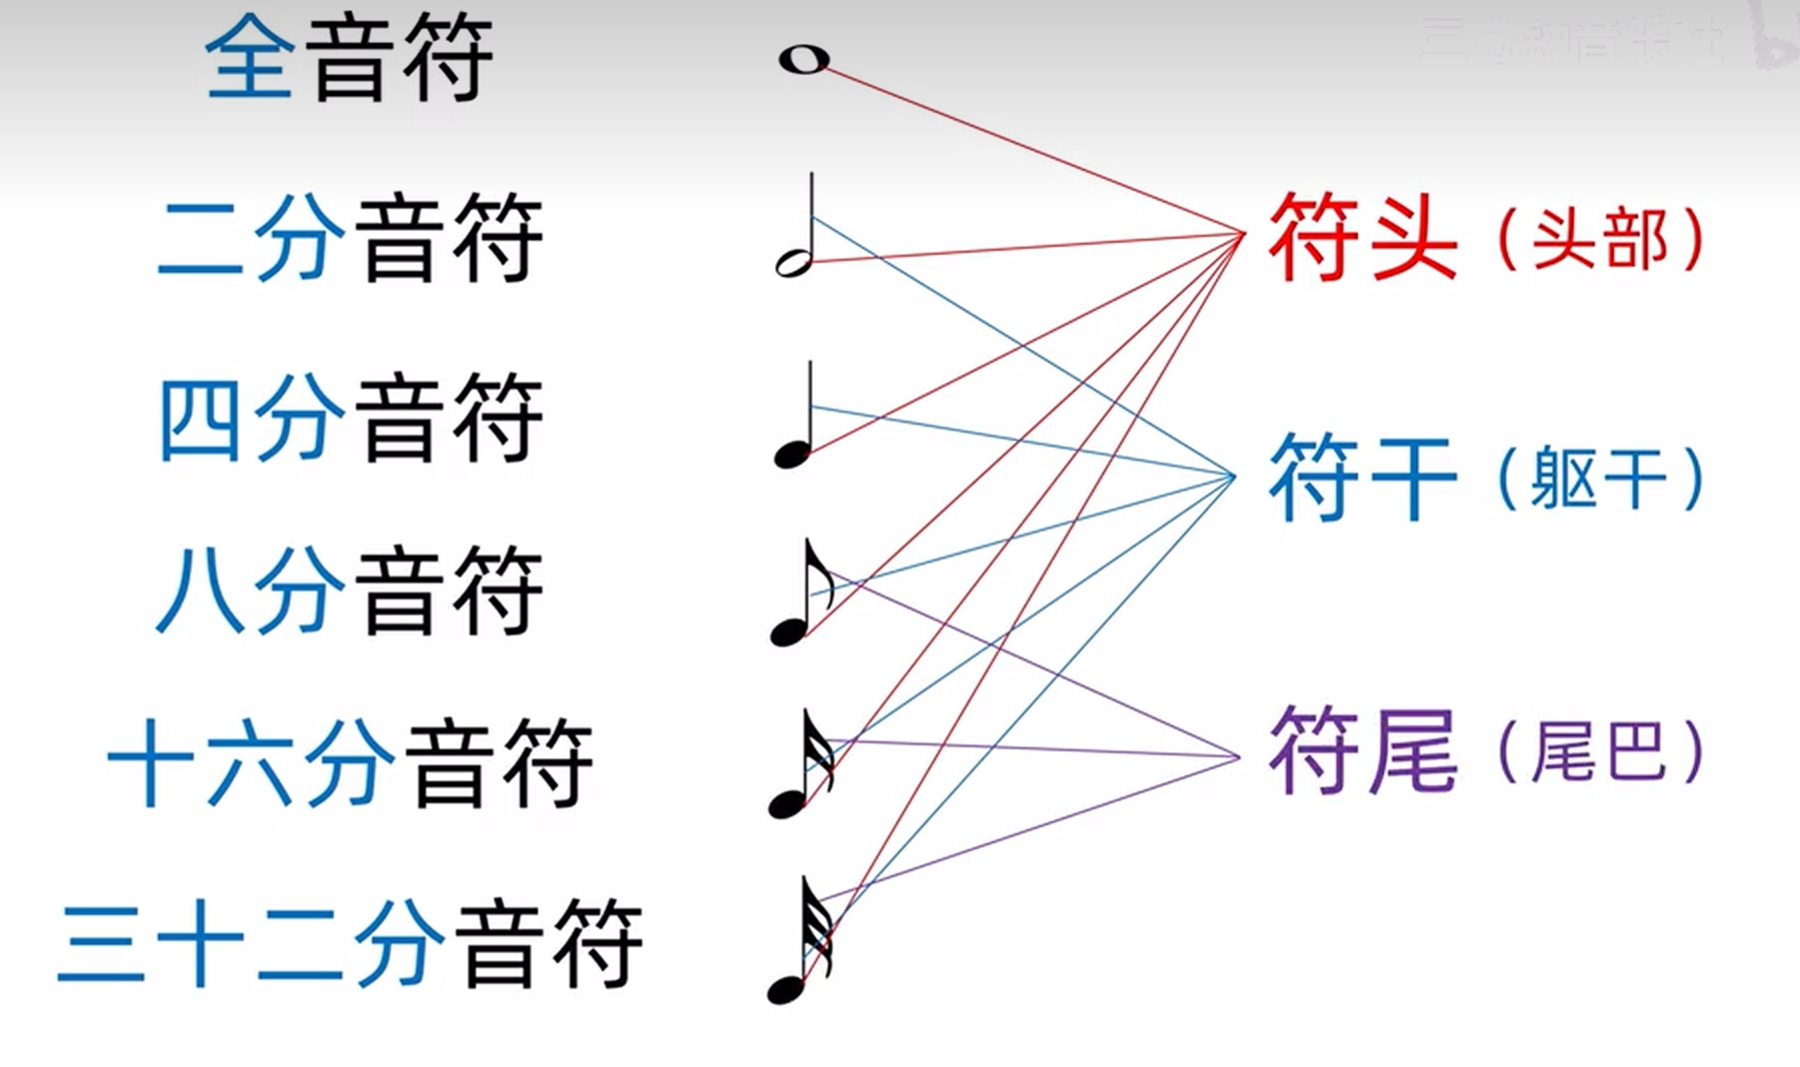 全音符
二分音符
符头（头部）
四分音符
符干（躯干）
八分音符
十六分音符
符尾（尾巴）
三十二分音符